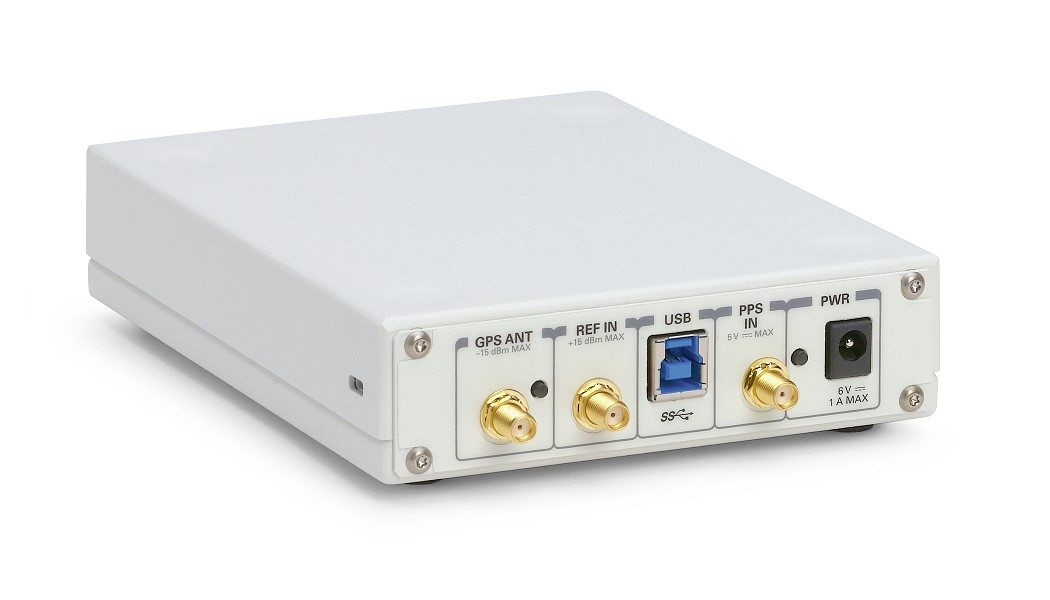 GPS ANT
–15 dBm MAX
REF IN
+15 dBm MAX
USB
SS
PPS
IN
5 V ⎓ MAX
PWR
6 V ⎓
1 A MAX